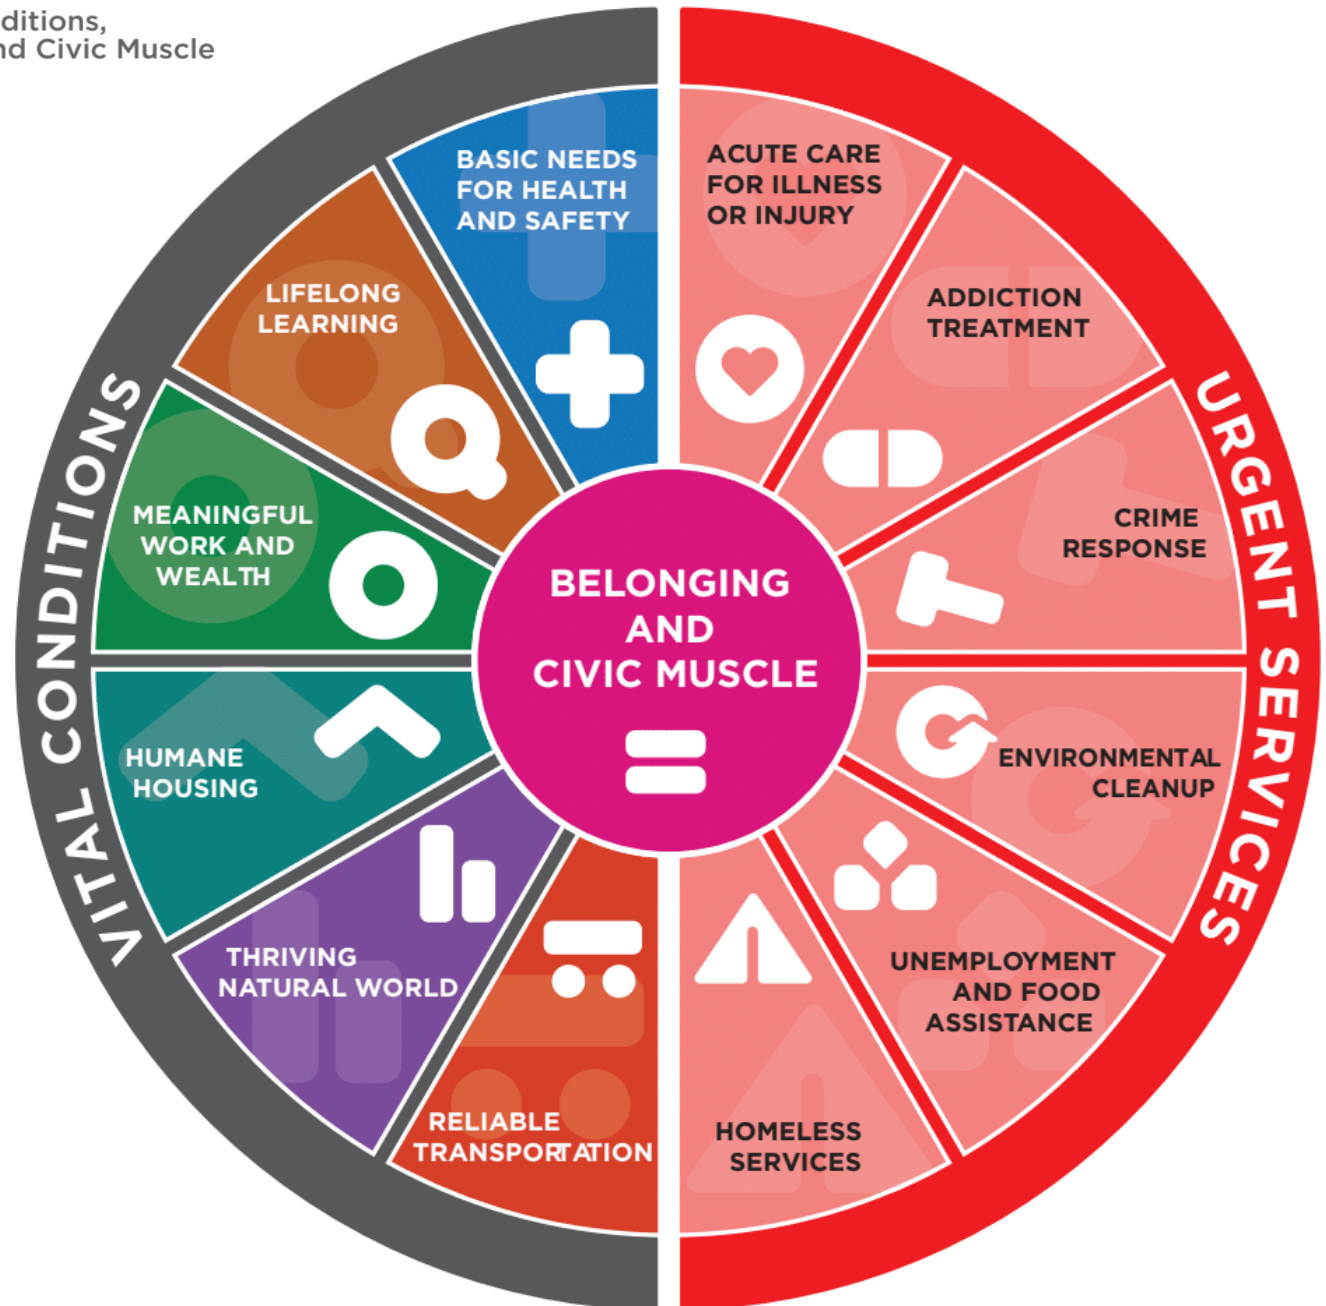 ditions,
nd Civic Muscle
BASIC NEEDS
FOR HEALTH
AND SAFETY
LIFELONG
LEARNING
MEANINGFUL
WORK AND
WEALTH
HUMANE
HOUSING
THRIVING
NATURAL WORLD
RELIABLE
TRANSPORTATION
VITAL CONDITIONS
BELONGING
AND
CIVIC MUSCLE
ACUTE CARE
FOR ILLNESS
OR INJURY
ADDICTION
TREATMENT
CRIME
RESPONSE
ENVIRONMENTAL
CLEANUP
UNEMPLOYMENT
AND FOOD
ASSISTANCE
HOMELESS
SERVICES
URGENT SERVICES